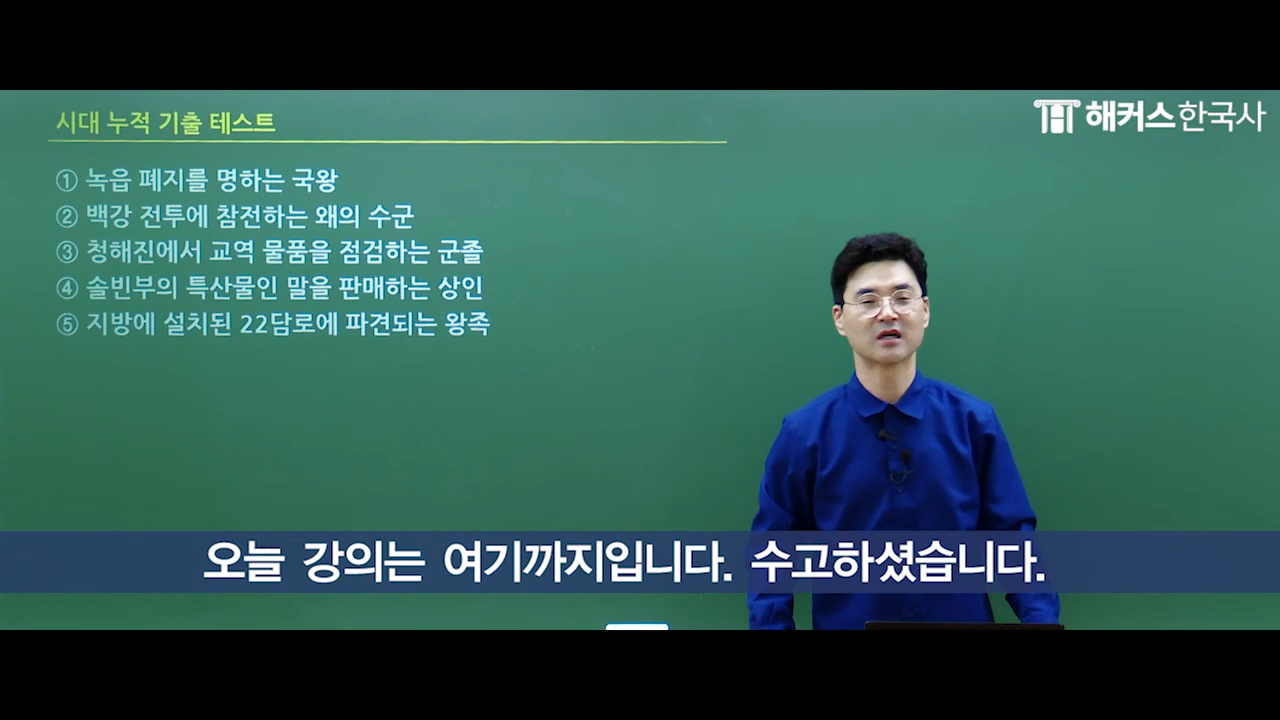 시대 누적 기출 테스트
해커스한국사
① 녹읍 폐지를 명하는 국왕
② 백강 전투에 참전하는 왜의 수군
③ 청해진에서 교역 물품을 점검하는 군졸
④ 솔빈부의 특산물인 말을 판매하는 상인
⑤ 지방에 설치된 22담로에 파견되는 왕족
오늘 강의는 여기까지입니다. 수고하셨습니다.